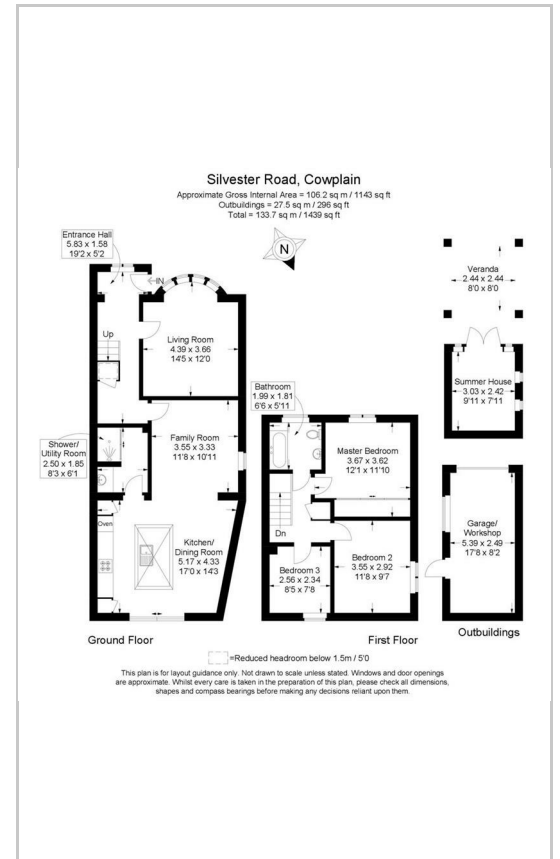 Silvester Road, Cowplain
Approximate Gross Internal Area = 106.2 sq m / 1143 sq ft
Outbuildings = 27.5 sq m / 296 sq ft
Total = 133.7 sq m / 1439 sq ft
Entrance Hall
5.83 x 1.58
19'2 x 5'2
IN
N
Up
Living Room
4.39 x 3.66
14'5 x 12'0
Shower/
Utility Room
2.50 x 1.85
8'3 x 6'1
Family Room
3.55 x 3.33
11'8 x 10'11
Oven
Kitchen/
Dining Room
5.17 x 4.33
17'0 x 14'3
Ground Floor
Bathroom
1.99 x 1.81
6'6 x 5'11
Master Bedroom
3.67 x 3.62
12'1 x 11'10
Dn
Bedroom 3
2.56 x 2.34
8'5 x 7'8
Bedroom 2
3.55 x 2.92
11'8 x 9'7
First Floor
Veranda
2.44 x 2.44
8'0 x 8'0
Summer House
3.03 x 2.42
9'11 x 7'11
Garage/
Workshop
5.39 x 2.49
17'8 x 8'2
Outbuildings
=Reduced headroom below 1.5m / 5'0
This plan is for layout guidance only. Not drawn to scale unless stated. Windows and door openings
are approximate. Whilst every care is taken in the preparation of this plan, please check all dimensions,
shapes and compass bearings before making any decisions reliant upon them.